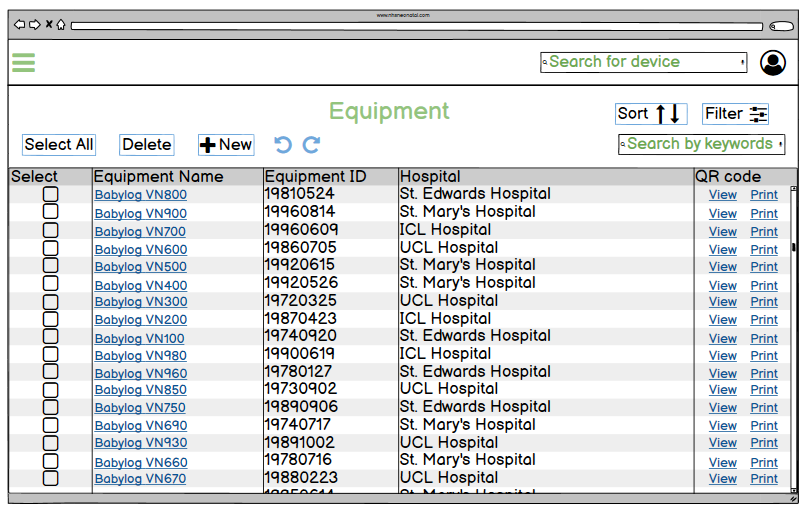 www.nhsneonatal.com
Search for device
Equipment
Sort Filter
Select All Delete New Search by keywords
Select Equipment Name Equipment ID Hospital QR code
Babylog VN800 19810524 St. Edwards Hospital View Print
Babylog VN900 19960814 St. Mary's Hospital View Print
Babylog VN700 19960609 ICL Hospital View Print
Babylog VN600 19860705 UCL Hospital View Print
Babylog VN500 19920615 St. Mary's Hospital View Print
Babylog VN400 19920526 St. Mary's Hospital View Print
Babylog VN300 19720325 UCL Hospital View Print
Babylog VN200 19870423 ICL Hospital View Print
Babylog VN100 19740920 St. Edwards Hospital View Print
Babylog VN980 19900619 ICL Hospital View Print
Babylog VN960 19780127 St. Edwards Hospital View Print
Babylog VN850 19730902 UCL Hospital View Print
Babylog VN750 19890906 St. Edwards Hospital View Print
Babylog VN690 19740717 St. Mary's Hospital View Print
Babylog VN930 19891002 UCL Hospital View Print
Babylog VN660 19780716 St. Mary's Hospital View Print
Babylog VN670 19880223 UCL Hospital View Print